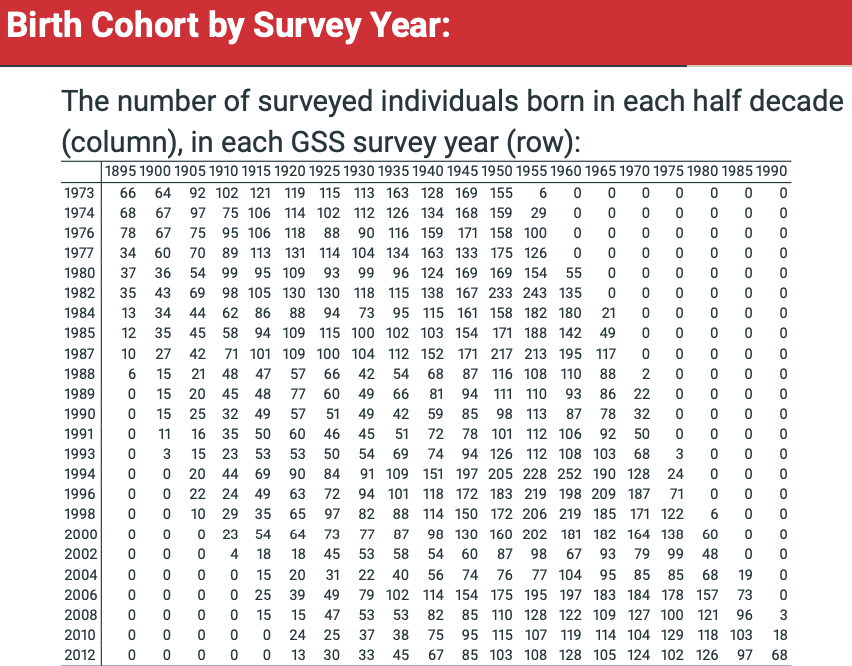 Birth Cohort by Survey Year:
The number of surveyed individuals born in each half decade
(column), in each GSS survey year (row):
1895 1900 1905 1910 1915 1920 1925 1930 1935 1940 1945 1950 1955 1960 1965 1970 1975 1980 1985 1990
1973 66 64 92 102 121 119 115 113 163 128 169 155 6 0 0 0 0 0 0 0
1974 68 67 97 75 106 114 102 112 126 134 168 159 29 0 0 0 0 0 0 0
1976 78 67 75 95 106 118 88 90 116 159 171 158 100 0 0 0 0 0 0 0
1977 34 60 70 89 113 131 114 104 134 163 133 175 126 0 0 0 0 0 0 0
1980 37 36 54 99 95 109 93 99 96 124 169 169 154 55 0 0 0 0 0 0
1982 35 43 69 98 105 130 130 118 115 138 167 233 243 135 0 0 0 0 0 0
1984 13 34 44 62 86 88 94 73 95 115 161 158 182 180 21 0 0 0 0 0
1985 12 35 45 58 94 109 115 100 102 103 154 171 188 142 49 0 0 0 0 0
1987 10 27 42 71 101 109 100 104 112 152 171 217 213 195 117 0 0 0 0 0
1988 6 15 21 48 47 57 66 42 54 68 87 116 108 110 88 2 0 0 0 0
1989 0 15 20 45 48 77 60 49 66 81 94 111 110 93 86 22 0 0 0 0
1990 0 15 25 32 49 57 51 49 42 59 85 98 113 87 78 32 0 0 0 0
1991 0 11 16 35 50 60 46 45 51 72 78 101 112 106 92 50 0 0 0 0
1993 0 3 15 23 53 53 50 54 69 74 94 126 112 108 103 68 3 0 0 0
1994 0 0 20 44 69 90 84 91 109 151 197 205 228 252 190 128 24 0 0 0
1996 0 0 22 24 49 63 72 94 101 118 172 183 219 198 209 187 71 0 0 0
1998 0 0 10 29 35 65 97 82 88 114 150 172 206 219 185 171 122 6 0 0
2000 0 0 0 23 54 64 73 77 87 98 130 160 202 181 182 164 138 60 0 0
2002 0 0 0 4 18 18 45 53 58 54 60 87 98 67 93 79 99 48 0 0
2004 0 0 0 0 15 20 31 22 40 56 74 76 77 104 95 85 85 68 19 0
2006 0 0 0 0 25 39 49 79 102 114 154 175 195 197 183 184 178 157 73 0
2008 0 0 0 0 15 15 47 53 53 82 85 110 128 122 109 127 100 121 96 3
2010 0 0 0 0 0 24 25 37 38 75 95 115 107 119 114 104 129 118 103 18
2012 0 0 0 0 0 13 30 33 45 67 85 103 108 128 105 124 102 126 97 68